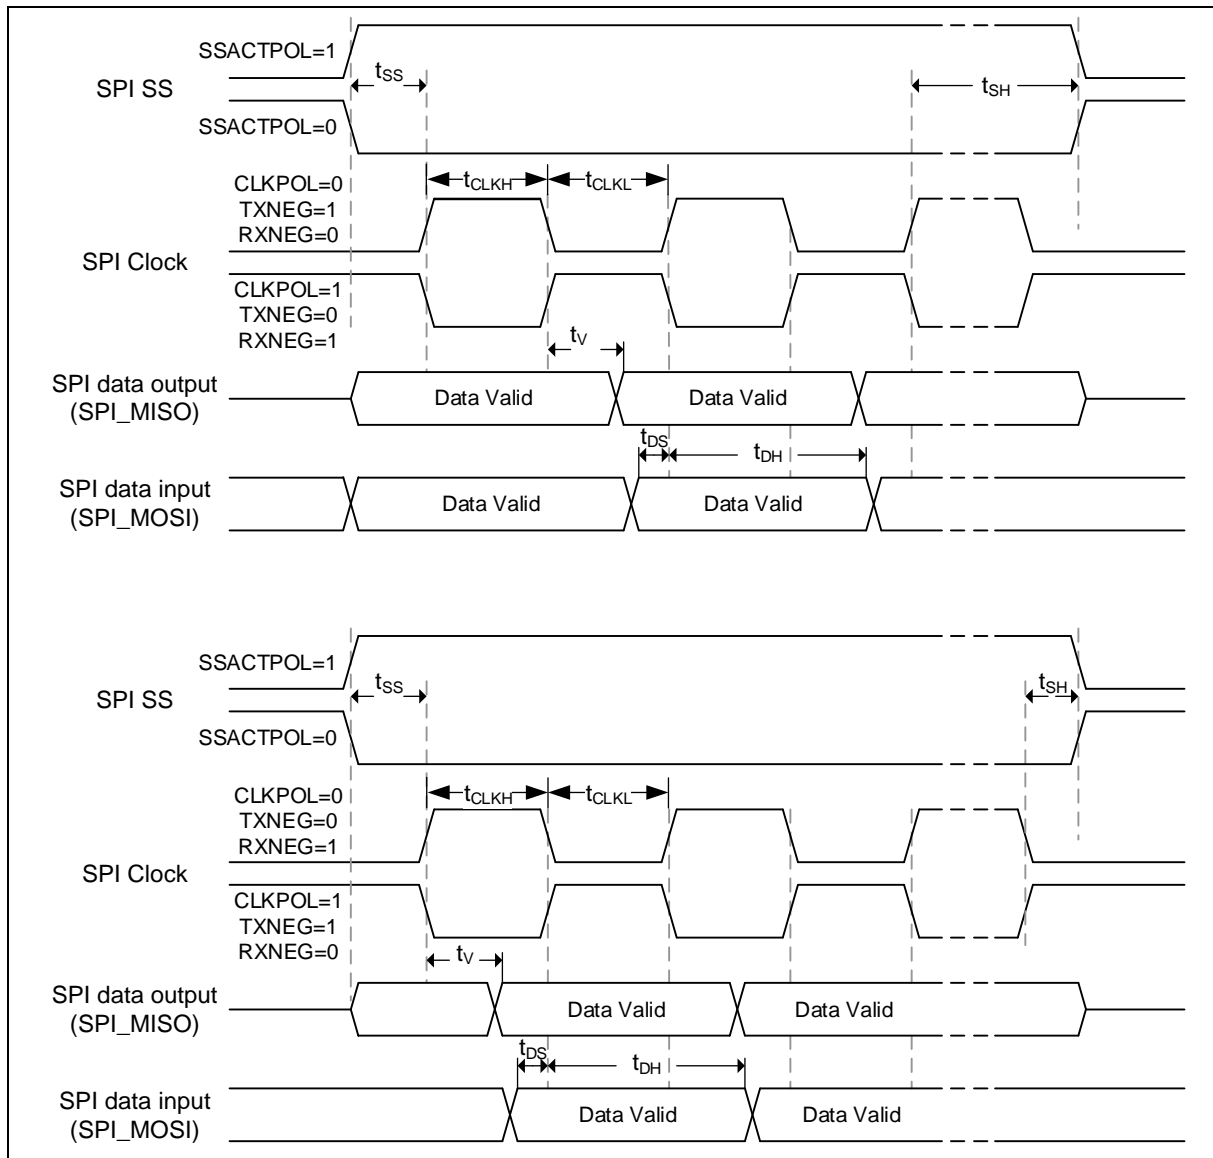 SSACTPOL=1
SPI SS
tSS
tSH
SSACTPOL=0
CLKPOL=0
TXNEG=1
RXNEG=0
tCLKH
tCLKL
SPI Clock
CLKPOL=1
TXNEG=0
RXNEG=1
tV
SPI data output
(SPI_MISO)
Data Valid
Data Valid
tDS
tDH
SPI data input
(SPI_MOSI)
Data Valid
Data Valid
SSACTPOL=1
SPI SS
tSS
tSH
SSACTPOL=0
CLKPOL=0
TXNEG=0
RXNEG=1
tCLKH
tCLKL
SPI Clock
CLKPOL=1
TXNEG=1
RXNEG=0
tV
SPI data output
(SPI_MISO)
Data Valid
Data Valid
tDS
tDH
SPI data input
(SPI_MOSI)
Data Valid
Data Valid